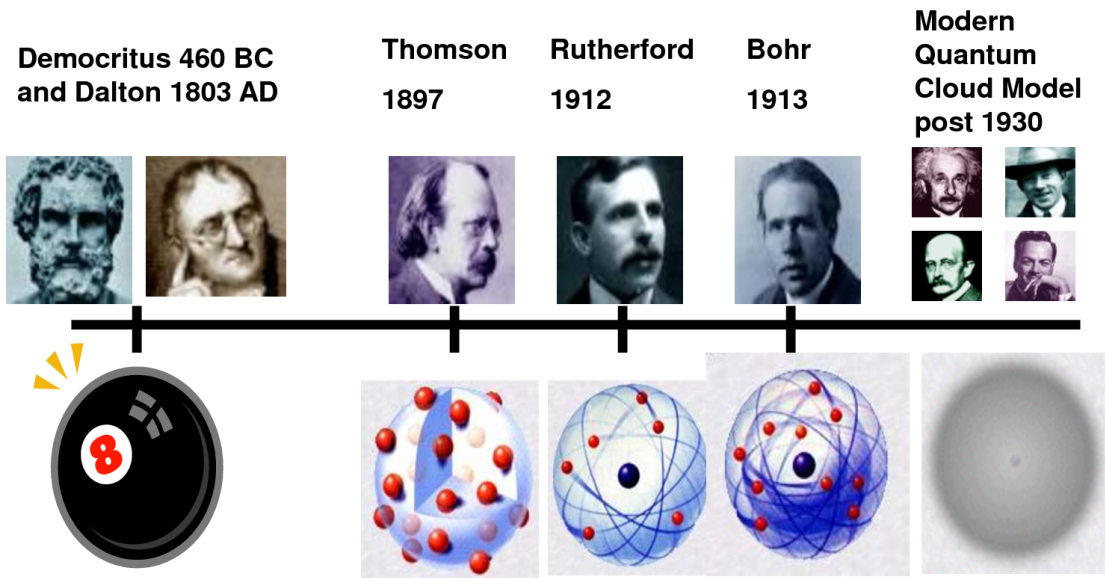 Democritus 460 BC
and Dalton 1803 AD
Thomson
1897
Rutherford
1912
Bohr
1913
Modern
Quantum
Cloud Model
post 1930
8